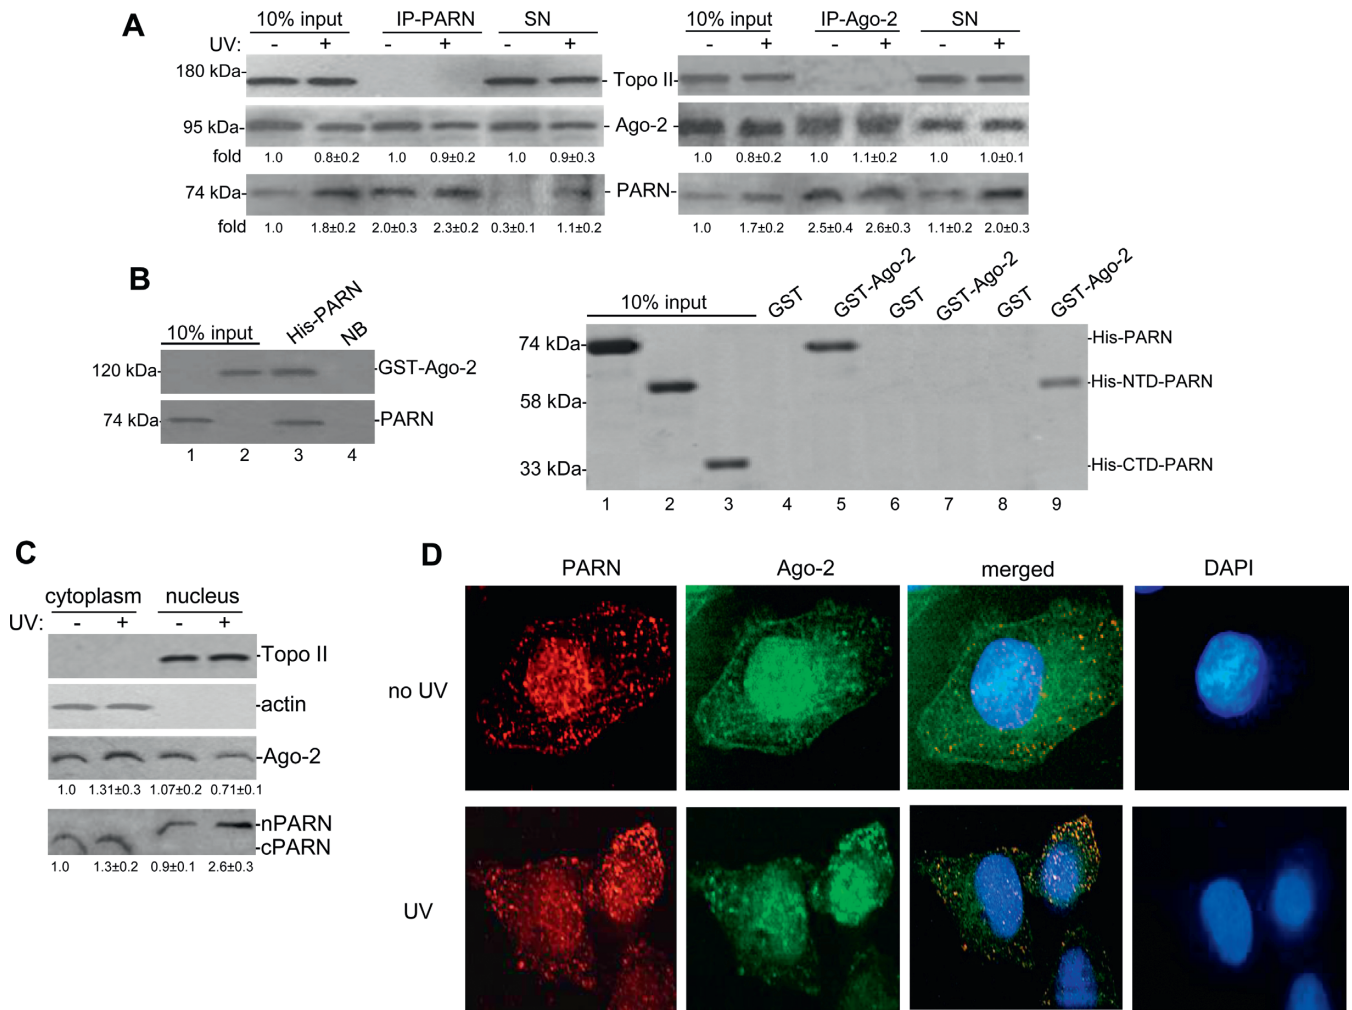 A
10% input IP-PARN SN
UV: - + - + - +
180 kDa-
95 kDa-
fold 1.0 0.8±0.2 1.0 0.9±0.2 1.0 0.9±0.3
74 kDa-
fold 1.0 1.8±0.2 2.0±0.3 2.3±0.2 0.3±0.1 1.1±0.2
- Topo II-
- Ago-2 -
- PARN-
10% input IP-Ago-2 SN
- + - + - +
1.0 0.8±0.2 1.0 1.1±0.2 1.0 1.0±0.1
1.0 1.7±0.2 2.5±0.4 2.6±0.3 1.1±0.2 2.0±0.3
B
10% input His-PARN NB
120 kDa- -GST-Ago-2
74 kDa- -PARN
1 2 3 4
10% input GST GST-Ago-2 GST GST-Ago-2 GST GST-Ago-2
74 kDa- -His-PARN
-His-NTD-PARN
58 kDa-
33 kDa- -His-CTD-PARN
1 2 3 4 5 6 7 8 9
C
cytoplasm nucleus
UV: - + - +
-Topo II
-actin
-Ago-2
1.0 1.31±0.3 1.07±0.2 0.71±0.1
-nPARN
-cPARN
1.0 1.3±0.2 0.9±0.1 2.6±0.3
D
PARN Ago-2 merged DAPI
no UV
UV